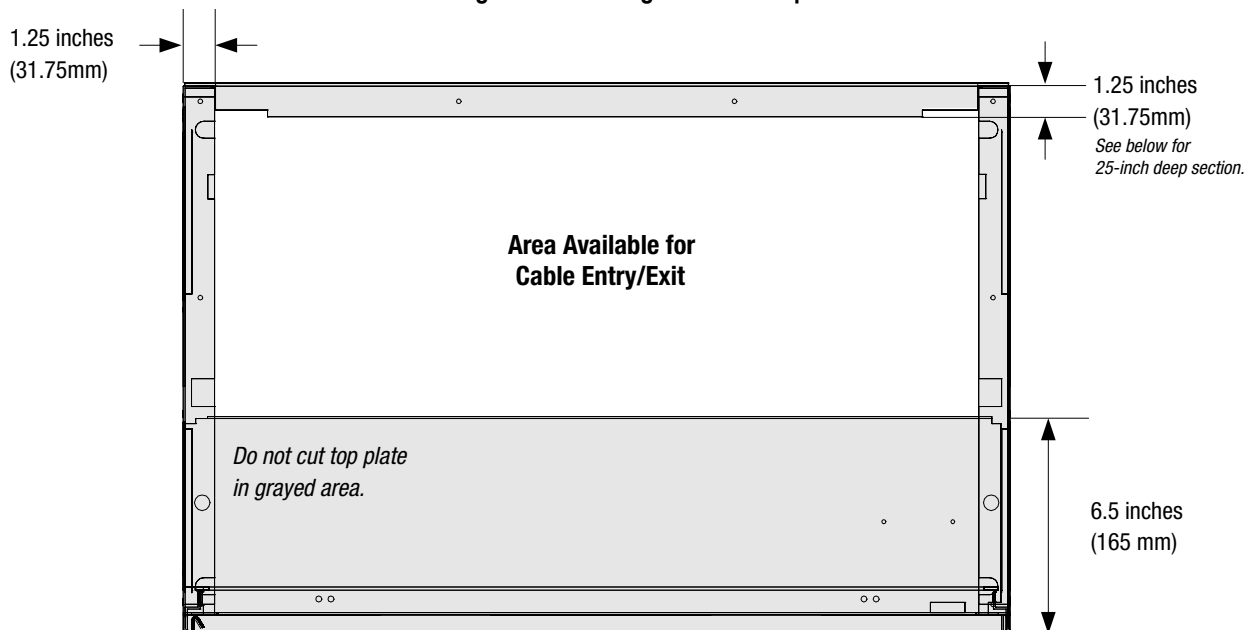 1.25 inches
(31.75mm)
1.25 inches
(31.75mm)
See below for
25-inch deep section.
Area Available for
Cable Entry/Exit
Do not cut top plate
in grayed area.
6.5 inches
(165 mm)